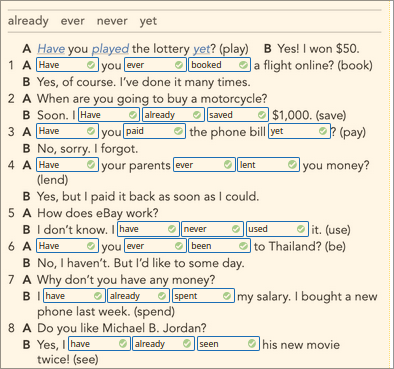 already ever never yet
A Have you played the lottery yet? (play) B Yes! I won $50.
1 A Have you ever booked a flight online? (book)
B Yes, of course. I've done it many times.
2 A When are you going to buy a motorcycle?
B Soon. I Have already saved $1,000. (save)
3 A Have you paid the phone bill yet ? (pay)
B No, sorry. I forgot.
4 A Have your parents ever lent you money?
(lend)
B Yes, but I paid it back as soon as I could.
5 A How does eBay work?
B I don't know. I have never used it. (use)
6 A Have you ever been to Thailand? (be)
B No, I haven't. But I'd like to some day.
7 A Why don't you have any money?
B I have already spent my salary. I bought a new
phone last week. (spend)
8 A Do you like Michael B. Jordan?
B Yes, I have already seen his new movie
twice! (see)